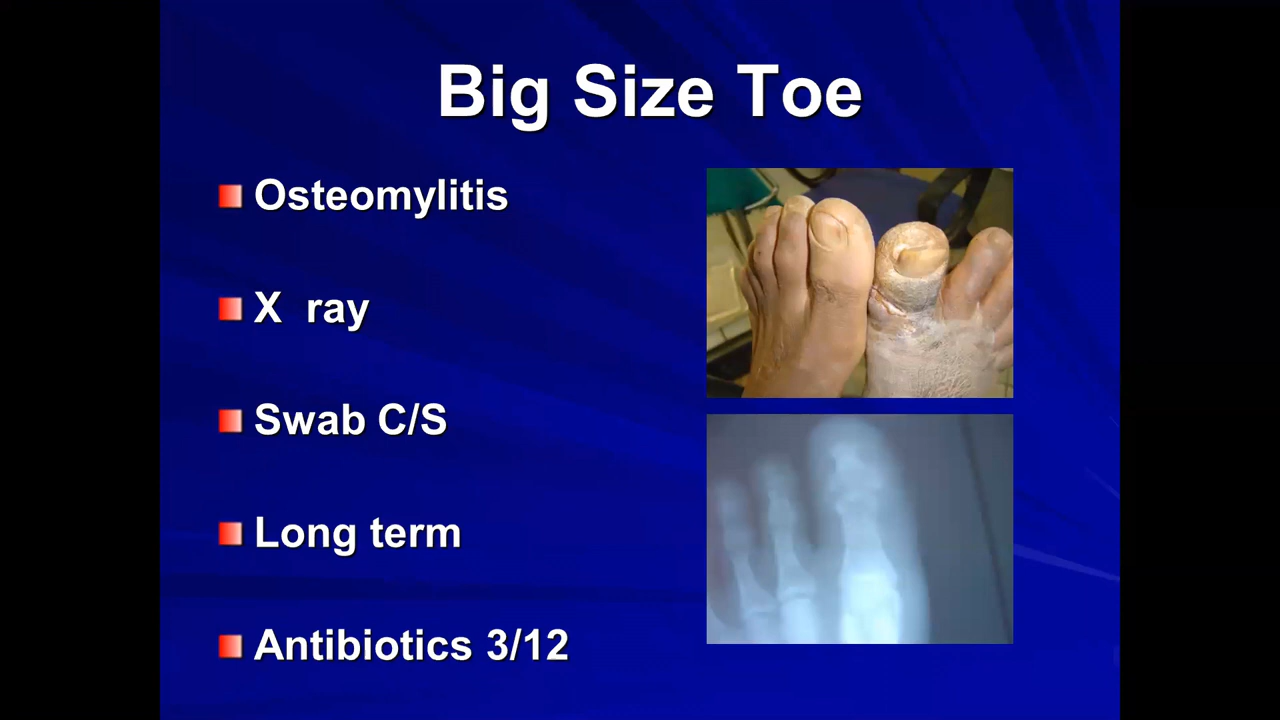 Big Size Toe
Osteomylitis
X ray
Swab C/S
Long term
Antibiotics 3/12